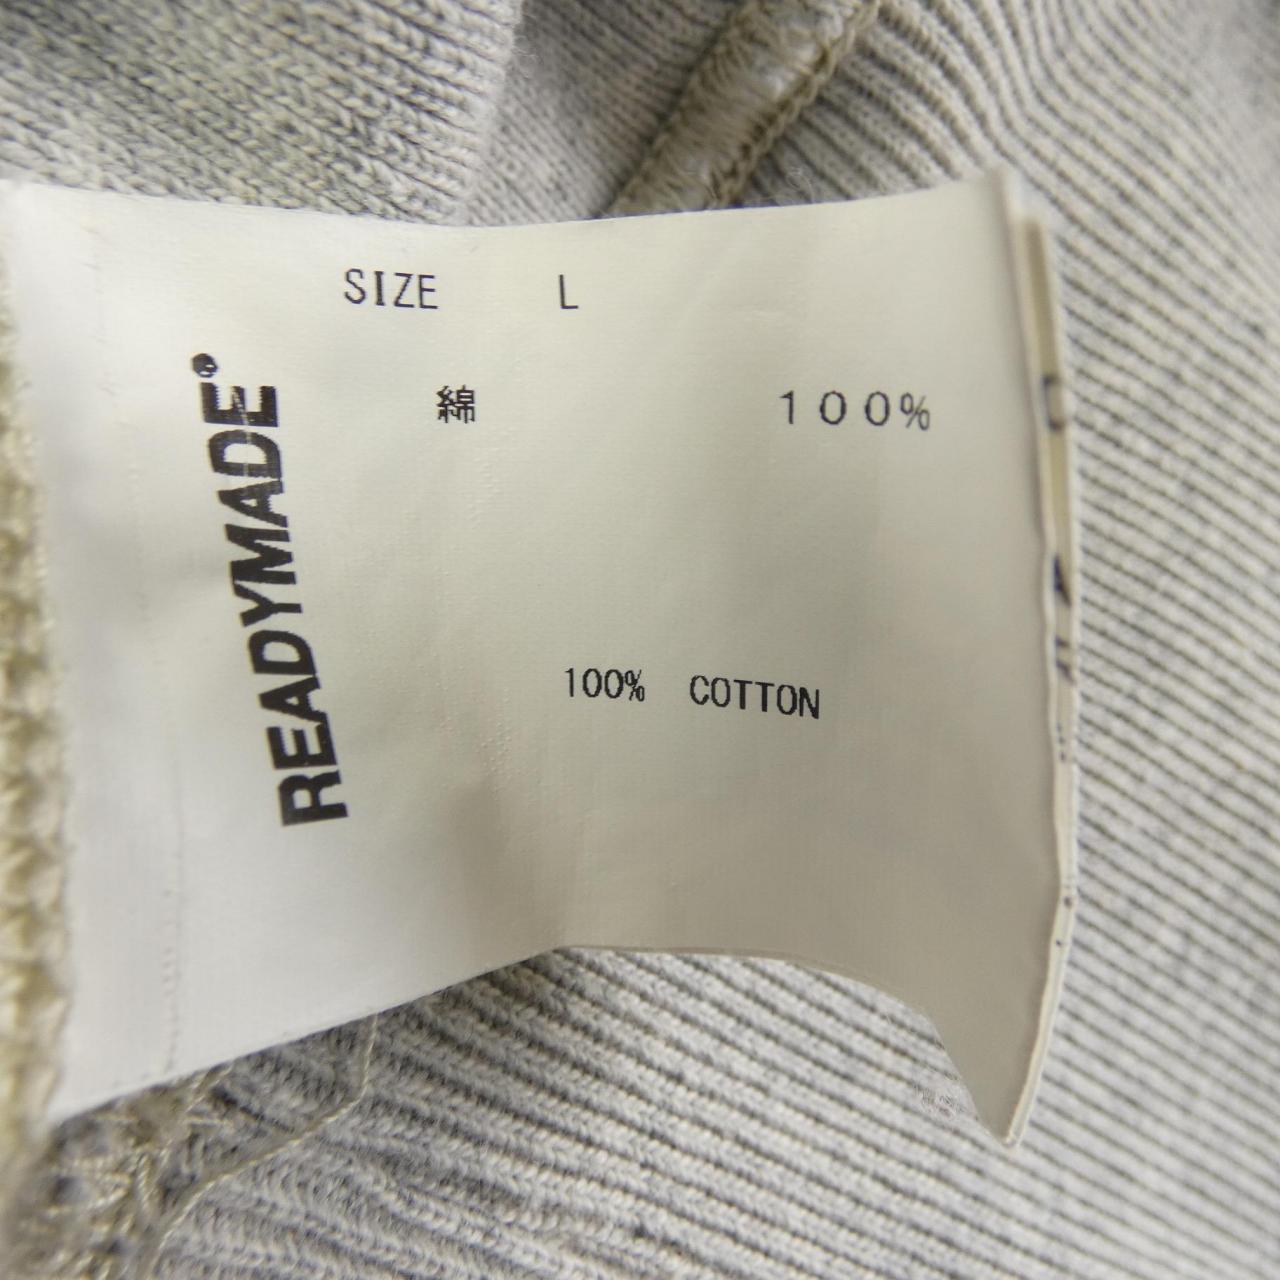 SIZE L
綿 １００％
100% COTTON
READYMADE®